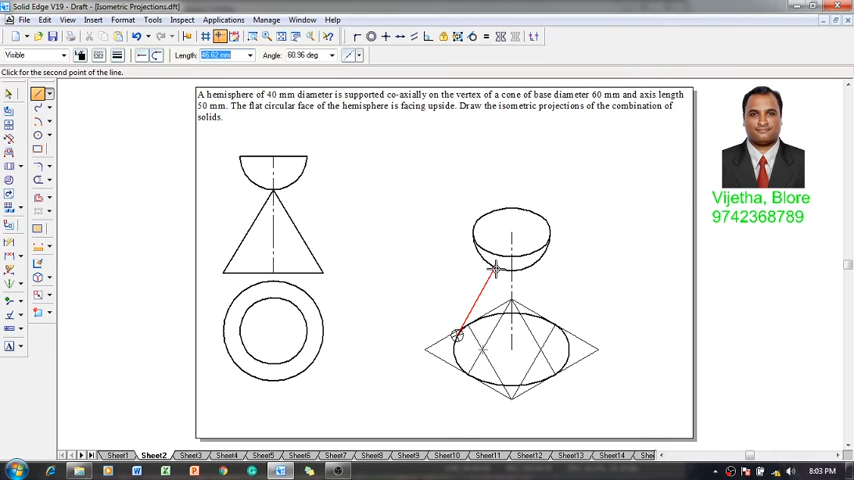 Solid Edge V19 - Draft - [Isometric Projections.dft]
File Edit View Insert Format Tools Inspect Applications Manage Window Help
Visible Length: 46.62 mm Angle: 60.96 deg
Click for the second point of the line.
A hemisphere of 40 mm diameter is supported co-axially on the vertex of a cone of base diameter 60 mm and axis length
50 mm. The flat circular face of the hemisphere is facing upside. Draw the isometric projections of the combination of
solids.
Vijetha, Blore
9742368789
Sheet1 Sheet2 Sheet3 Sheet4 Sheet5 Sheet6 Sheet7 Sheet8 Sheet9 Sheet10 Sheet11 Sheet12 Sheet13 Sheet14 Sheet
8:03 PM